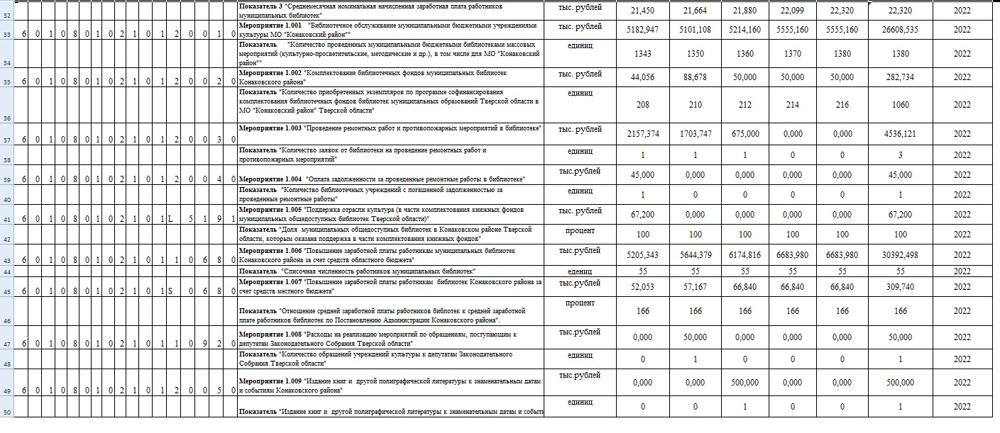 32 Показатель 3 "Среднемесячная номинальная начисленная заработная плата работников тыс. рублей 21,450 21,664 21,880 22,099 22,320 22,320 2022
муниципальных библиотек"
33 6 0 1 0 8 0 1 0 2 1 0 1 2 0 0 1 0 Мероприятие 1.001 "Библиотечное обслуживание муниципальными бюджетными учреждениями тыс. рублей 5182,947 5101,108 5214,160 5555,160 5555,160 26608,535 2022
культуры МО "Конаковский район""
34 Показатель "Количество проведенных муниципальными бюджетными библиотеками массовых единиц 1343 1350 1360 1370 1380 1380 2022
мероприятий (культурно-просветительские, методические и др.), в том числе для МО "Конаковский
район""
35 6 0 1 0 8 0 1 0 2 1 0 1 2 0 0 2 0 Мероприятие 1.002 "Комплектование библиотечных фондов муниципальных библиотек тыс. рублей 44,056 88,678 50,000 50,000 50,000 282,734 2022
Конаковского района"
36 Показатель "Количество приобретенных экземпляров по программе софинансирования единиц 208 210 212 214 216 1060 2022
комплектования библиотечных фондов библиотек муниципальных образований Тверской области в
МО "Конаковский район" Тверской области"
37 6 0 1 0 8 0 1 0 2 1 0 1 2 0 0 3 0 Мероприятие 1.003 "Проведение ремонтных работ и противопожарных мероприятий в библиотеке" тыс. рублей 2157,374 1703,747 675,000 0,000 0,000 4536,121 2022
38 Показатель "Количество заявок от библиотеки на проведение ремонтных работ и единиц 1 1 1 0 0 3 2022
противопожарных мероприятий"
39 6 0 1 0 8 0 1 0 2 1 0 1 2 0 0 4 0 Мероприятие 1.004 "Оплата задолженности за проведенные ремонтные работы в библиотеке" тыс.рублей 45,000 0,000 0,000 0,000 0,000 45,000 2022
40 Показатель "Количество библиотечных учреждений с погашенной задолженностью за единиц 1 0 0 0 0 1 2022
проведенные ремонтные работы"
41 6 0 1 0 8 0 1 0 2 1 0 1 L 5 1 9 1 Мероприятие 1.005 "Поддержка отрасли культура (в части комплектования книжных фондов тыс. рублей 67,200 0,000 0,000 0,000 0,000 67,200 2022
муниципальных общедоступных библиотек Тверской области)"
42 Показатель "Доля муниципальных общедоступных библиотек в Конаковском районе Тверской процент 100 100 100 100 100 100 2022
области, которым оказана поддержка в части комплектования книжных фондов"
43 6 0 1 0 8 0 1 0 2 1 0 1 1 0 6 8 0 Мероприятие 1.006 "Повышение заработной платы работникам муниципальных библиотек тыс.рублей 5205,343 5644,379 6174,816 6683,980 6683,980 30392,498 2022
Конаковского района за счет средств областного бюджета"
44 Показатель "Списочная численность работников муниципальных библиотек" едениц 55 55 55 55 55 55 2022
45 6 0 1 0 8 0 1 0 2 1 0 1 S 0 6 8 0 Мероприятие 1.007 "Повышение заработной платы работникам библиотек Конаковского района за тыс.рублей 52,053 57,167 66,840 66,840 66,840 309,740 2022
счет средств местного бюджета"
46 Показатель "Отношение средней заработной платы работников библотек к средней заработной процент 166 166 166 166 166 166 2022
плате работников библиотек по Постановлению Администрации Конаковского района".
47 6 0 1 0 8 0 1 0 2 1 0 1 1 0 9 2 0 Мероприятие 1.008 "Расходы на реализацию мероприятий по обращениям, поступающим к тыс.рублей 0,000 50,000 0,000 0,000 0,000 50,000 2022
депутатам Законодательного Собрания Тверской области"
48 Показатель "Количество обращений учреждений культуры к депутатам Законодательного единиц 0 1 0 0 0 1 2022
Собрания Тверской области"
49 6 0 1 0 8 0 1 0 2 1 0 1 2 0 0 5 0 Мероприятие 1.009 "Издание книг и другой полиграфической литературы к знаменательным датам тыс.рублей 0,000 0,000 500,000 0,000 0,000 500,000 2022
и событиям Конаковского района"
50 Показатель "Издание книг и другой полиграфической литературы к знаменательным датам и событи единиц 0 0 1 0 0 1 2022